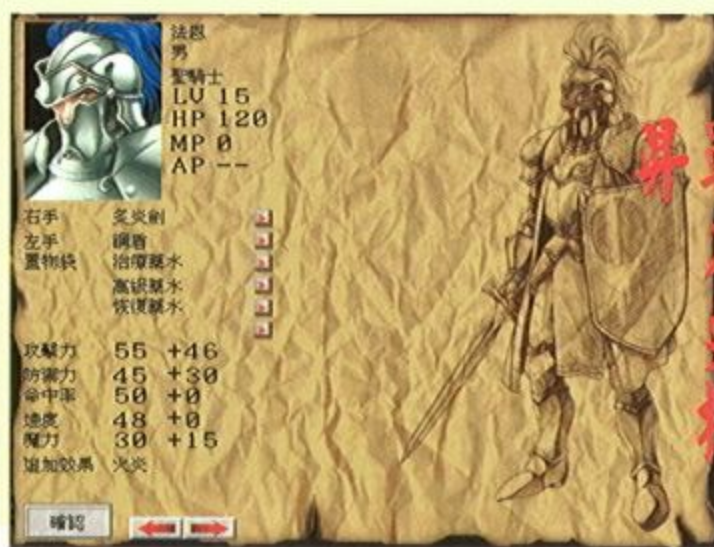 法恩
男
聖騎士
LV 15
HP 120
MP 0
AP --
右手 炙炎劍
左手 鋼盾
置物袋 治療藥水
高級藥水
恢復藥水
攻擊力 55 +46
防禦力 45 +30
命中率 50 +0
速度 48 +0
魔力 30 +15
追加效果 火炎
確認
昇